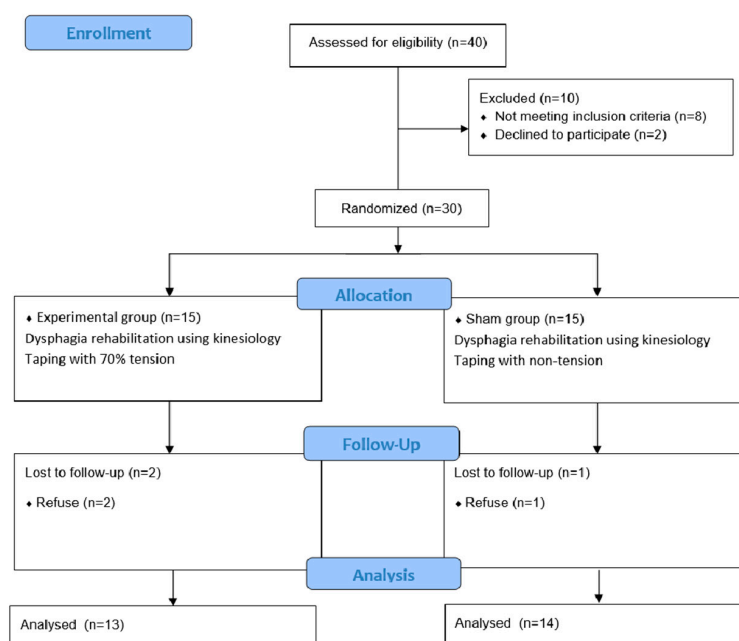 Enrollment
Assessed for eligibility (n=40)
Excluded (n=10)
♦ Not meeting inclusion criteria (n=8)
♦ Declined to participate (n=2)
Randomized (n=30)
Allocation
♦ Experimental group (n=15)
Dysphagia rehabilitation using kinesiology
Taping with 70% tension
♦ Sham group (n=15)
Dysphagia rehabilitation using kinesiology
Taping with non-tension
Follow-Up
Lost to follow-up (n=2)
♦ Refuse (n=2)
Lost to follow-up (n=1)
♦ Refuse (n=1)
Analysis
Analysed (n=13)
Analysed (n=14)